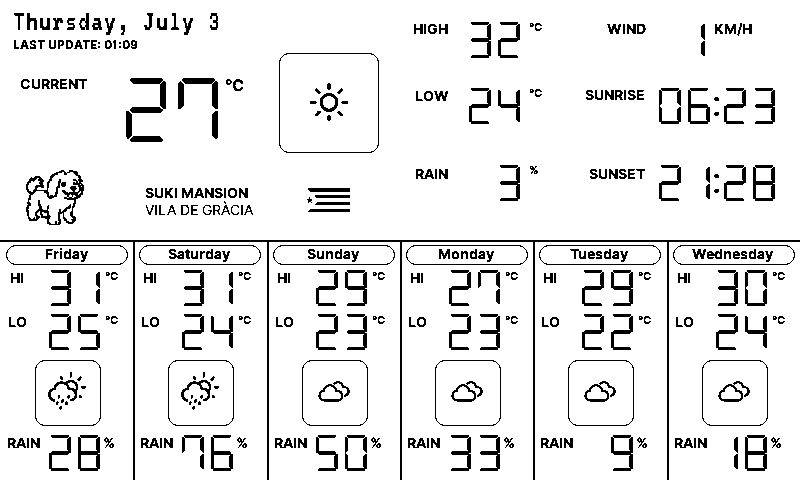 Thursday, July 3
LAST UPDATE: 01:09
CURRENT 27 °C
HIGH 32 °C
WIND 1 KM/H
LOW 24 °C
SUNRISE 06:23
RAIN 3 %
SUNSET 21:28
SUKI MANSION
VILA DE GRÀCIA
Friday
HI 31 °C
LO 25 °C
RAIN 28 %
Saturday
HI 31 °C
LO 24 °C
RAIN 76 %
Sunday
HI 29 °C
LO 23 °C
RAIN 50 %
Monday
HI 27 °C
LO 23 °C
RAIN 33 %
Tuesday
HI 29 °C
LO 22 °C
RAIN 9 %
Wednesday
HI 30 °C
LO 24 °C
RAIN 18 %